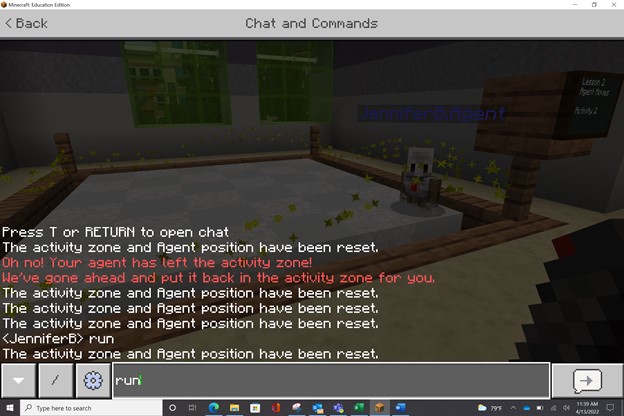 Minecraft: Education Edition
< Back
Chat and Commands
Lesson 2
Agent Moves
Activity 2
JenniferB.Agent
Press T or RETURN to open chat
The activity zone and Agent position have been reset.
Oh no! Your agent has left the activity zone!
We've gone ahead and put it back in the activity zone for you.
The activity zone and Agent position have been reset.
The activity zone and Agent position have been reset.
The activity zone and Agent position have been reset.
<JenniferB> run
The activity zone and Agent position have been reset.
/
run
Type here to search
79°F
11:39 AM
4/13/2022